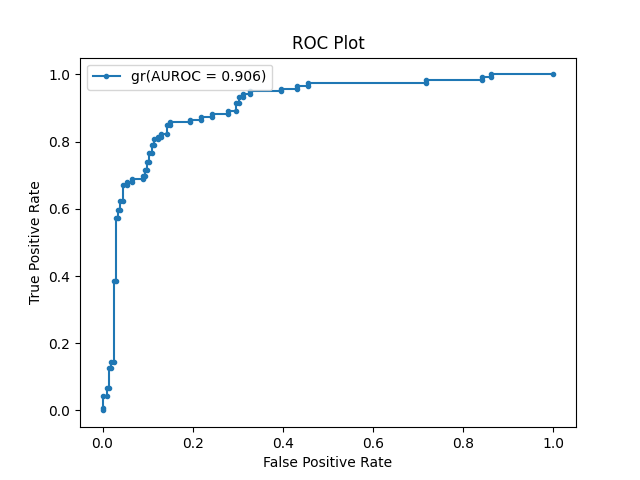 ROC Plot
gr(AUROC = 0.906)
True Positive Rate
1.0
0.8
0.6
0.4
0.2
0.0
0.0 0.2 0.4 0.6 0.8 1.0
False Positive Rate